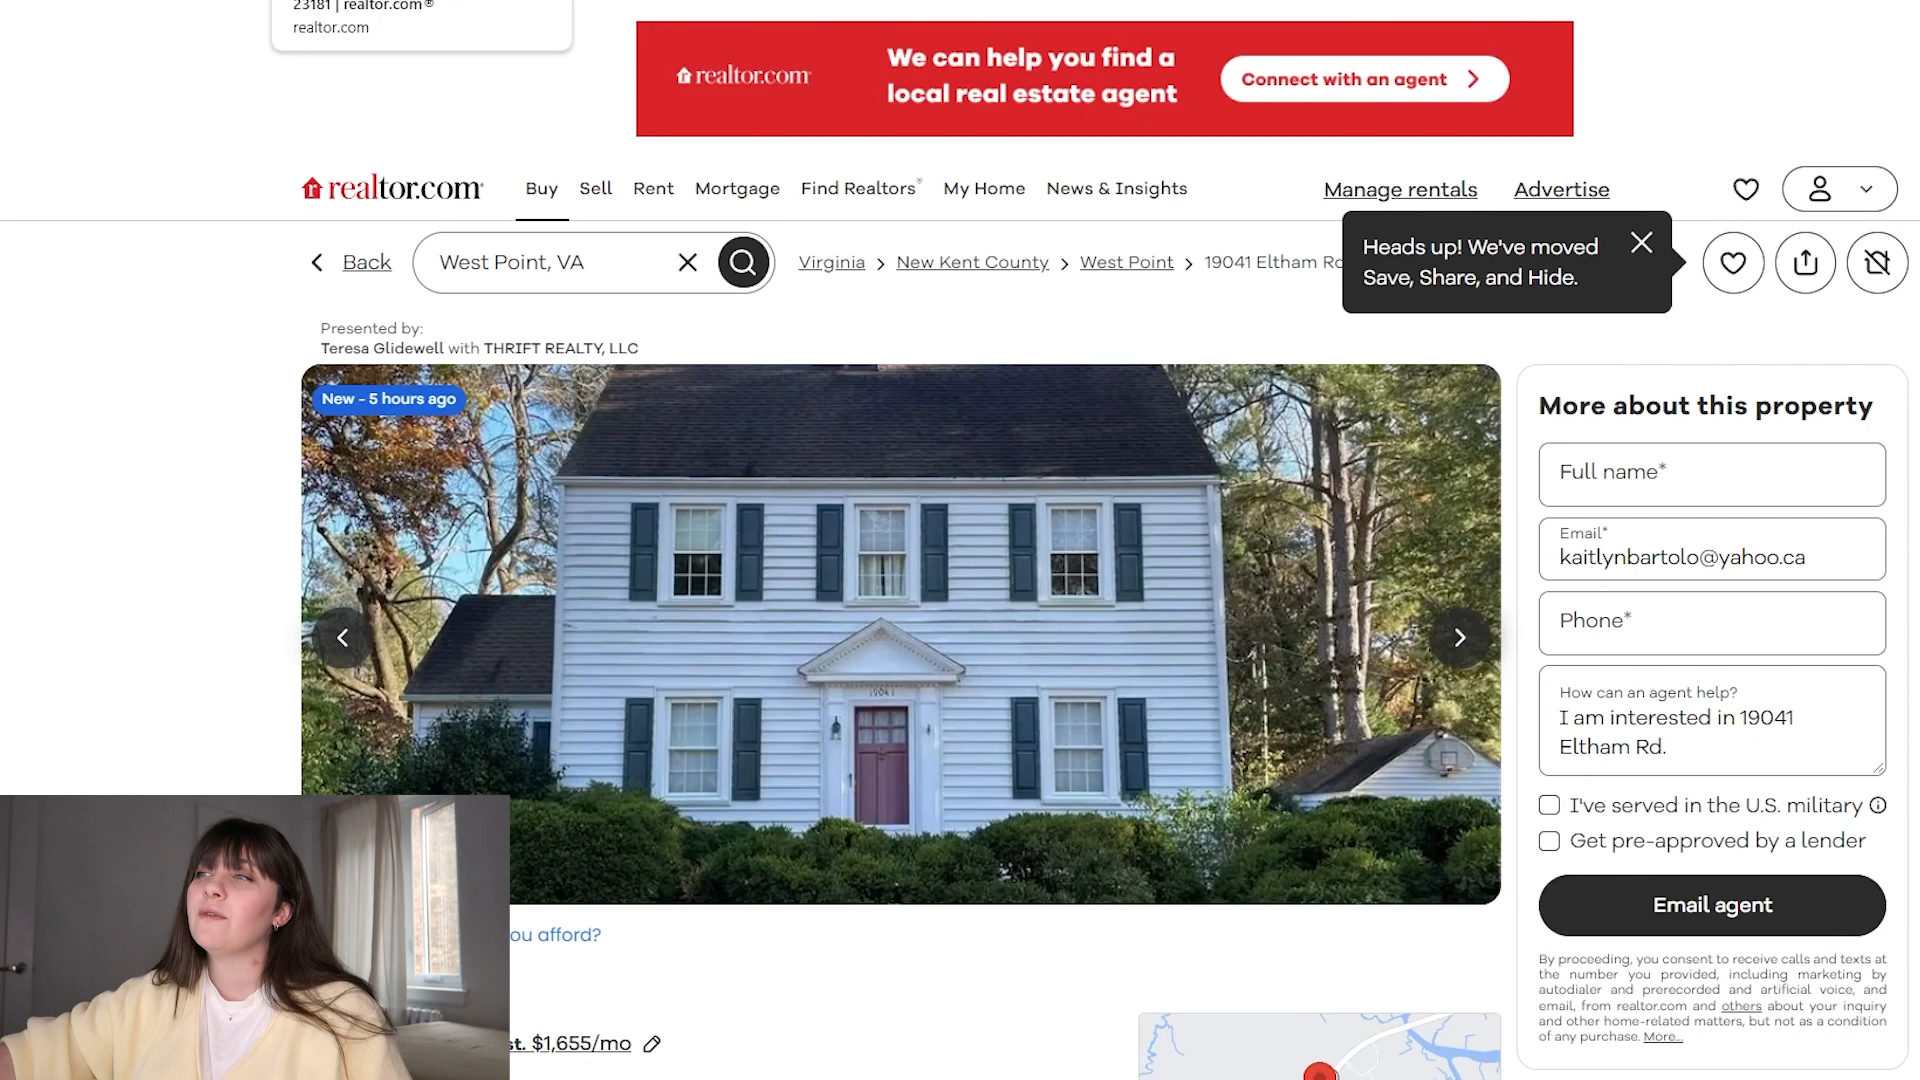 23181 | realtor.com®
realtor.com
realtor.com
We can help you find a
local real estate agent
Connect with an agent
realtor.com
Buy
Sell
Rent
Mortgage
Find Realtors®
My Home
News & Insights
Manage rentals
Advertise
Back
West Point, VA
Virginia
New Kent County
West Point
19041 Eltham Rd
Heads up! We've moved
Save, Share, and Hide.
Presented by:
Teresa Glidewell with THRIFT REALTY, LLC
New - 5 hours ago
19041
More about this property
Full name*
Email*
kaitlynbartolo@yahoo.ca
Phone*
How can an agent help?
I am interested in 19041
Eltham Rd.
I've served in the U.S. military
Get pre-approved by a lender
Email agent
By proceeding, you consent to receive calls and texts at
the number you provided, including marketing by
autodialer and prerecorded and artificial voice, and
email, from realtor.com and others about your inquiry
and other home-related matters, but not as a condition
of any purchase. More...
ou afford?
st. $1,655/mo